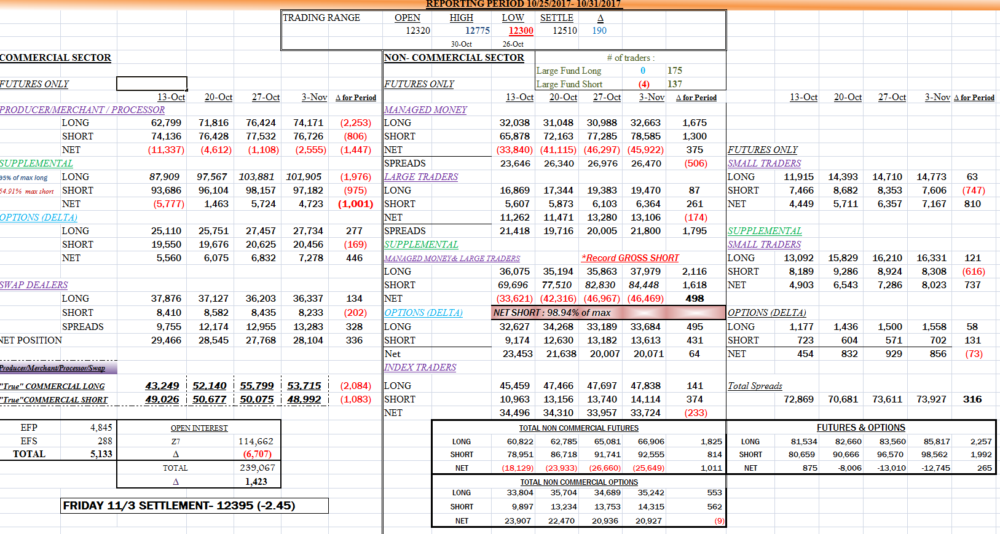 REPORTING PERIOD 10/25/2017- 10/31/2017
TRADING RANGE OPEN HIGH LOW SETTLE Δ
12320 12775 12300 12510 190
30-Oct 26-Oct
COMMERCIAL SECTOR NON- COMMERCIAL SECTOR # of traders :
Large Fund Long 0 175
FUTURES ONLY FUTURES ONLY Large Fund Short (4) 137
13-Oct 20-Oct 27-Oct 3-Nov Δ for Period 13-Oct 20-Oct 27-Oct 3-Nov Δ for Period 13-Oct 20-Oct 27-Oct 3-Nov Δ for Period
PRODUCER/MERCHANT / PROCESSOR MANAGED MONEY
LONG 62,799 71,816 76,424 74,171 (2,253) LONG 32,038 31,048 30,988 32,663 1,675
SHORT 74,136 76,428 77,532 76,726 (806) SHORT 65,878 72,163 77,285 78,585 1,300
NET (11,337) (4,612) (1,108) (2,555) (1,447) NET (33,840) (41,115) (46,297) (45,922) 375 FUTURES ONLY
SUPPLEMENTAL SPREADS 23,646 26,340 26,976 26,470 (506) SMALL TRADERS
95% of max long LONG 87,909 97,567 103,881 101,905 (1,976) LARGE TRADERS LONG 11,915 14,393 14,710 14,773 63
54.91% max short SHORT 93,686 96,104 98,157 97,182 (975) LONG 16,869 17,344 19,383 19,470 87 SHORT 7,466 8,682 8,353 7,606 (747)
NET (5,777) 1,463 5,724 4,723 (1,001) SHORT 5,607 5,873 6,103 6,364 261 NET 4,449 5,711 6,357 7,167 810
OPTIONS (DELTA) NET 11,262 11,471 13,280 13,106 (174)
LONG 25,110 25,751 27,457 27,734 277 SPREADS 21,418 19,716 20,005 21,800 1,795 SUPPLEMENTAL
SHORT 19,550 19,676 20,625 20,456 (169) SUPPLEMENTAL SMALL TRADERS
NET 5,560 6,075 6,832 7,278 446 MANAGED MONEY& LARGE TRADERS *Record GROSS SHORT LONG 13,092 15,829 16,210 16,331 121
LONG 36,075 35,194 35,863 37,979 2,116 SHORT 8,189 9,286 8,924 8,308 (616)
SWAP DEALERS SHORT 69,696 77,510 82,830 84,448 1,618 NET 4,903 6,543 7,286 8,023 737
LONG 37,876 37,127 36,203 36,337 134 NET (33,621) (42,316) (46,967) (46,469) 498
SHORT 8,410 8,582 8,435 8,233 (202) OPTIONS (DELTA) NET SHORT : 98.94% of max OPTIONS (DELTA)
SPREADS 9,755 12,174 12,955 13,283 328 LONG 32,627 34,268 33,189 33,684 495 LONG 1,177 1,436 1,500 1,558 58
NET POSITION 29,466 28,545 27,768 28,104 336 SHORT 9,174 12,630 13,182 13,613 431 SHORT 723 604 571 702 131
Net 23,453 21,638 20,007 20,071 64 NET 454 832 929 856 (73)
Producer/Merchant/Processor/Swap INDEX TRADERS
"True" COMMERCIAL LONG 43,249 52,140 55,799 53,715 (2,084) LONG 45,459 47,466 47,697 47,838 141 Total Spreads
"True"COMMERCIAL SHORT 49,026 50,677 50,075 48,992 (1,083) SHORT 10,963 13,156 13,740 14,114 374 72,869 70,681 73,611 73,927 316
NET 34,496 34,310 33,957 33,724 (233)
EFP 4,845 OPEN INTEREST TOTAL NON COMMERCIAL FUTURES FUTURES & OPTIONS
EFS 288 Z7 114,662 LONG 60,822 62,785 65,081 66,906 1,825 LONG 81,534 82,660 83,560 85,817 2,257
TOTAL 5,133 Δ (6,707) SHORT 78,951 86,718 91,741 92,555 814 SHORT 80,659 90,666 96,570 98,562 1,992
TOTAL 239,067 NET (18,129) (23,933) (26,660) (25,649) 1,011 NET 875 -8,006 -13,010 -12,745 265
Δ 1,423 TOTAL NON COMMERCIAL OPTIONS
LONG 33,804 35,704 34,689 35,242 553
FRIDAY 11/3 SETTLEMENT- 12395 (-2.45) SHORT 9,897 13,234 13,753 14,315 562
NET 23,907 22,470 20,936 20,927 (9)